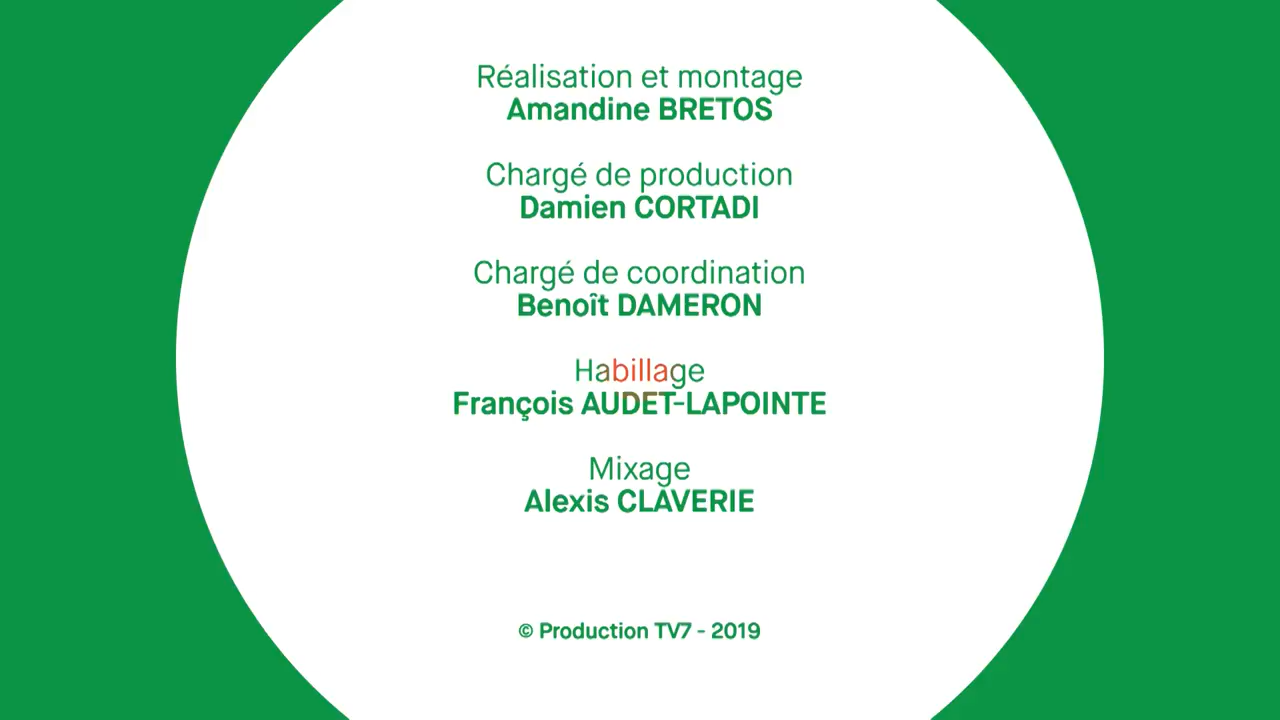 Réalisation et montage
Amandine BRETOS
Chargé de production
Damien CORTADI
Chargé de coordination
Benoît DAMERON
Habillage
François AUDET-LAPOINTE
Mixage
Alexis CLAVERIE
© Production TV7 - 2019